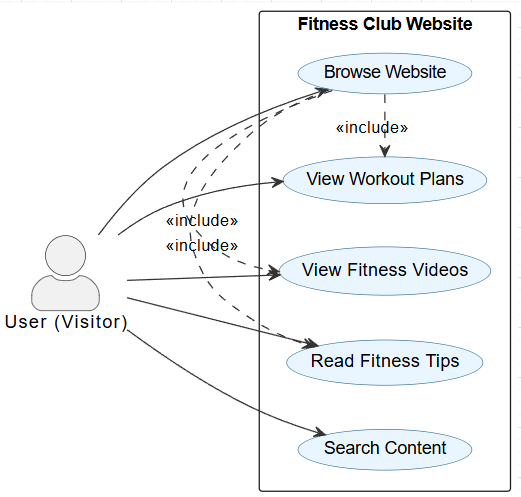 Fitness Club Website
Browse Website
«include»
View Workout Plans
«include»
«include»
View Fitness Videos
User (Visitor)
Read Fitness Tips
Search Content